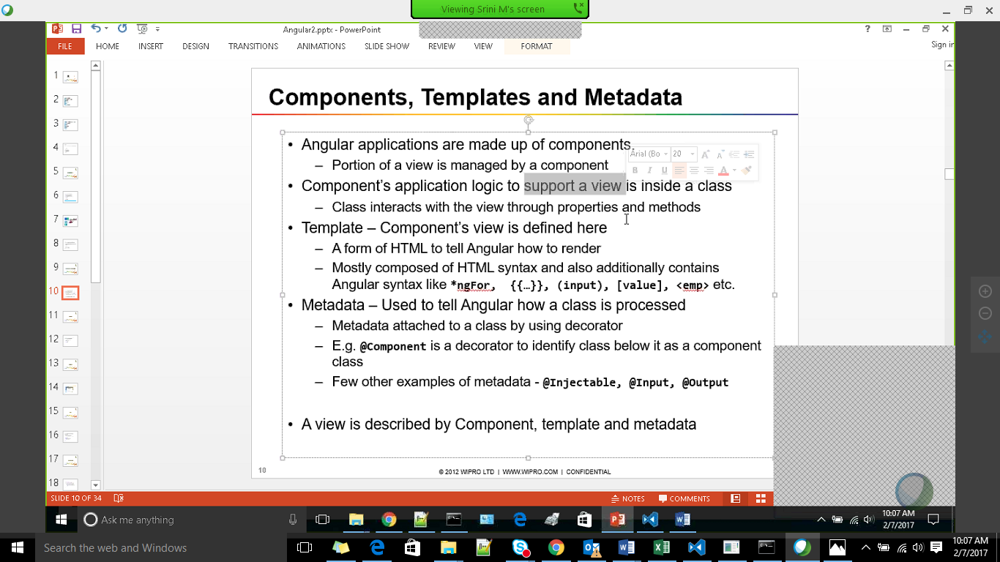 Viewing Srini M's screen
Angular2.pptx - PowerPoint
?
FILE HOME INSERT DESIGN TRANSITIONS ANIMATIONS SLIDE SHOW REVIEW VIEW FORMAT
Sign in
1
2
3
4
5
6
7
8
9
10
11
12
13
14
15
16
17
18
Components, Templates and Metadata
• Angular applications are made up of components.
– Portion of a view is managed by a component
Arial (Bo 20
B I U A
• Component's application logic to support a view is inside a class
– Class interacts with the view through properties and methods
• Template – Component's view is defined here
– A form of HTML to tell Angular how to render
– Mostly composed of HTML syntax and also additionally contains
Angular syntax like *ngFor, {{…}}, (input), [value], <emp> etc.
• Metadata – Used to tell Angular how a class is processed
– Metadata attached to a class by using decorator
– E.g. @Component is a decorator to identify class below it as a component
class
– Few other examples of metadata - @Injectable, @Input, @Output
• A view is described by Component, template and metadata
10
© 2012 WIPRO LTD | WWW.WIPRO.COM | CONFIDENTIAL
SLIDE 10 OF 34 NOTES COMMENTS
Ask me anything
10:07 AM
2/7/2017
Search the web and Windows
10:07 AM
2/7/2017